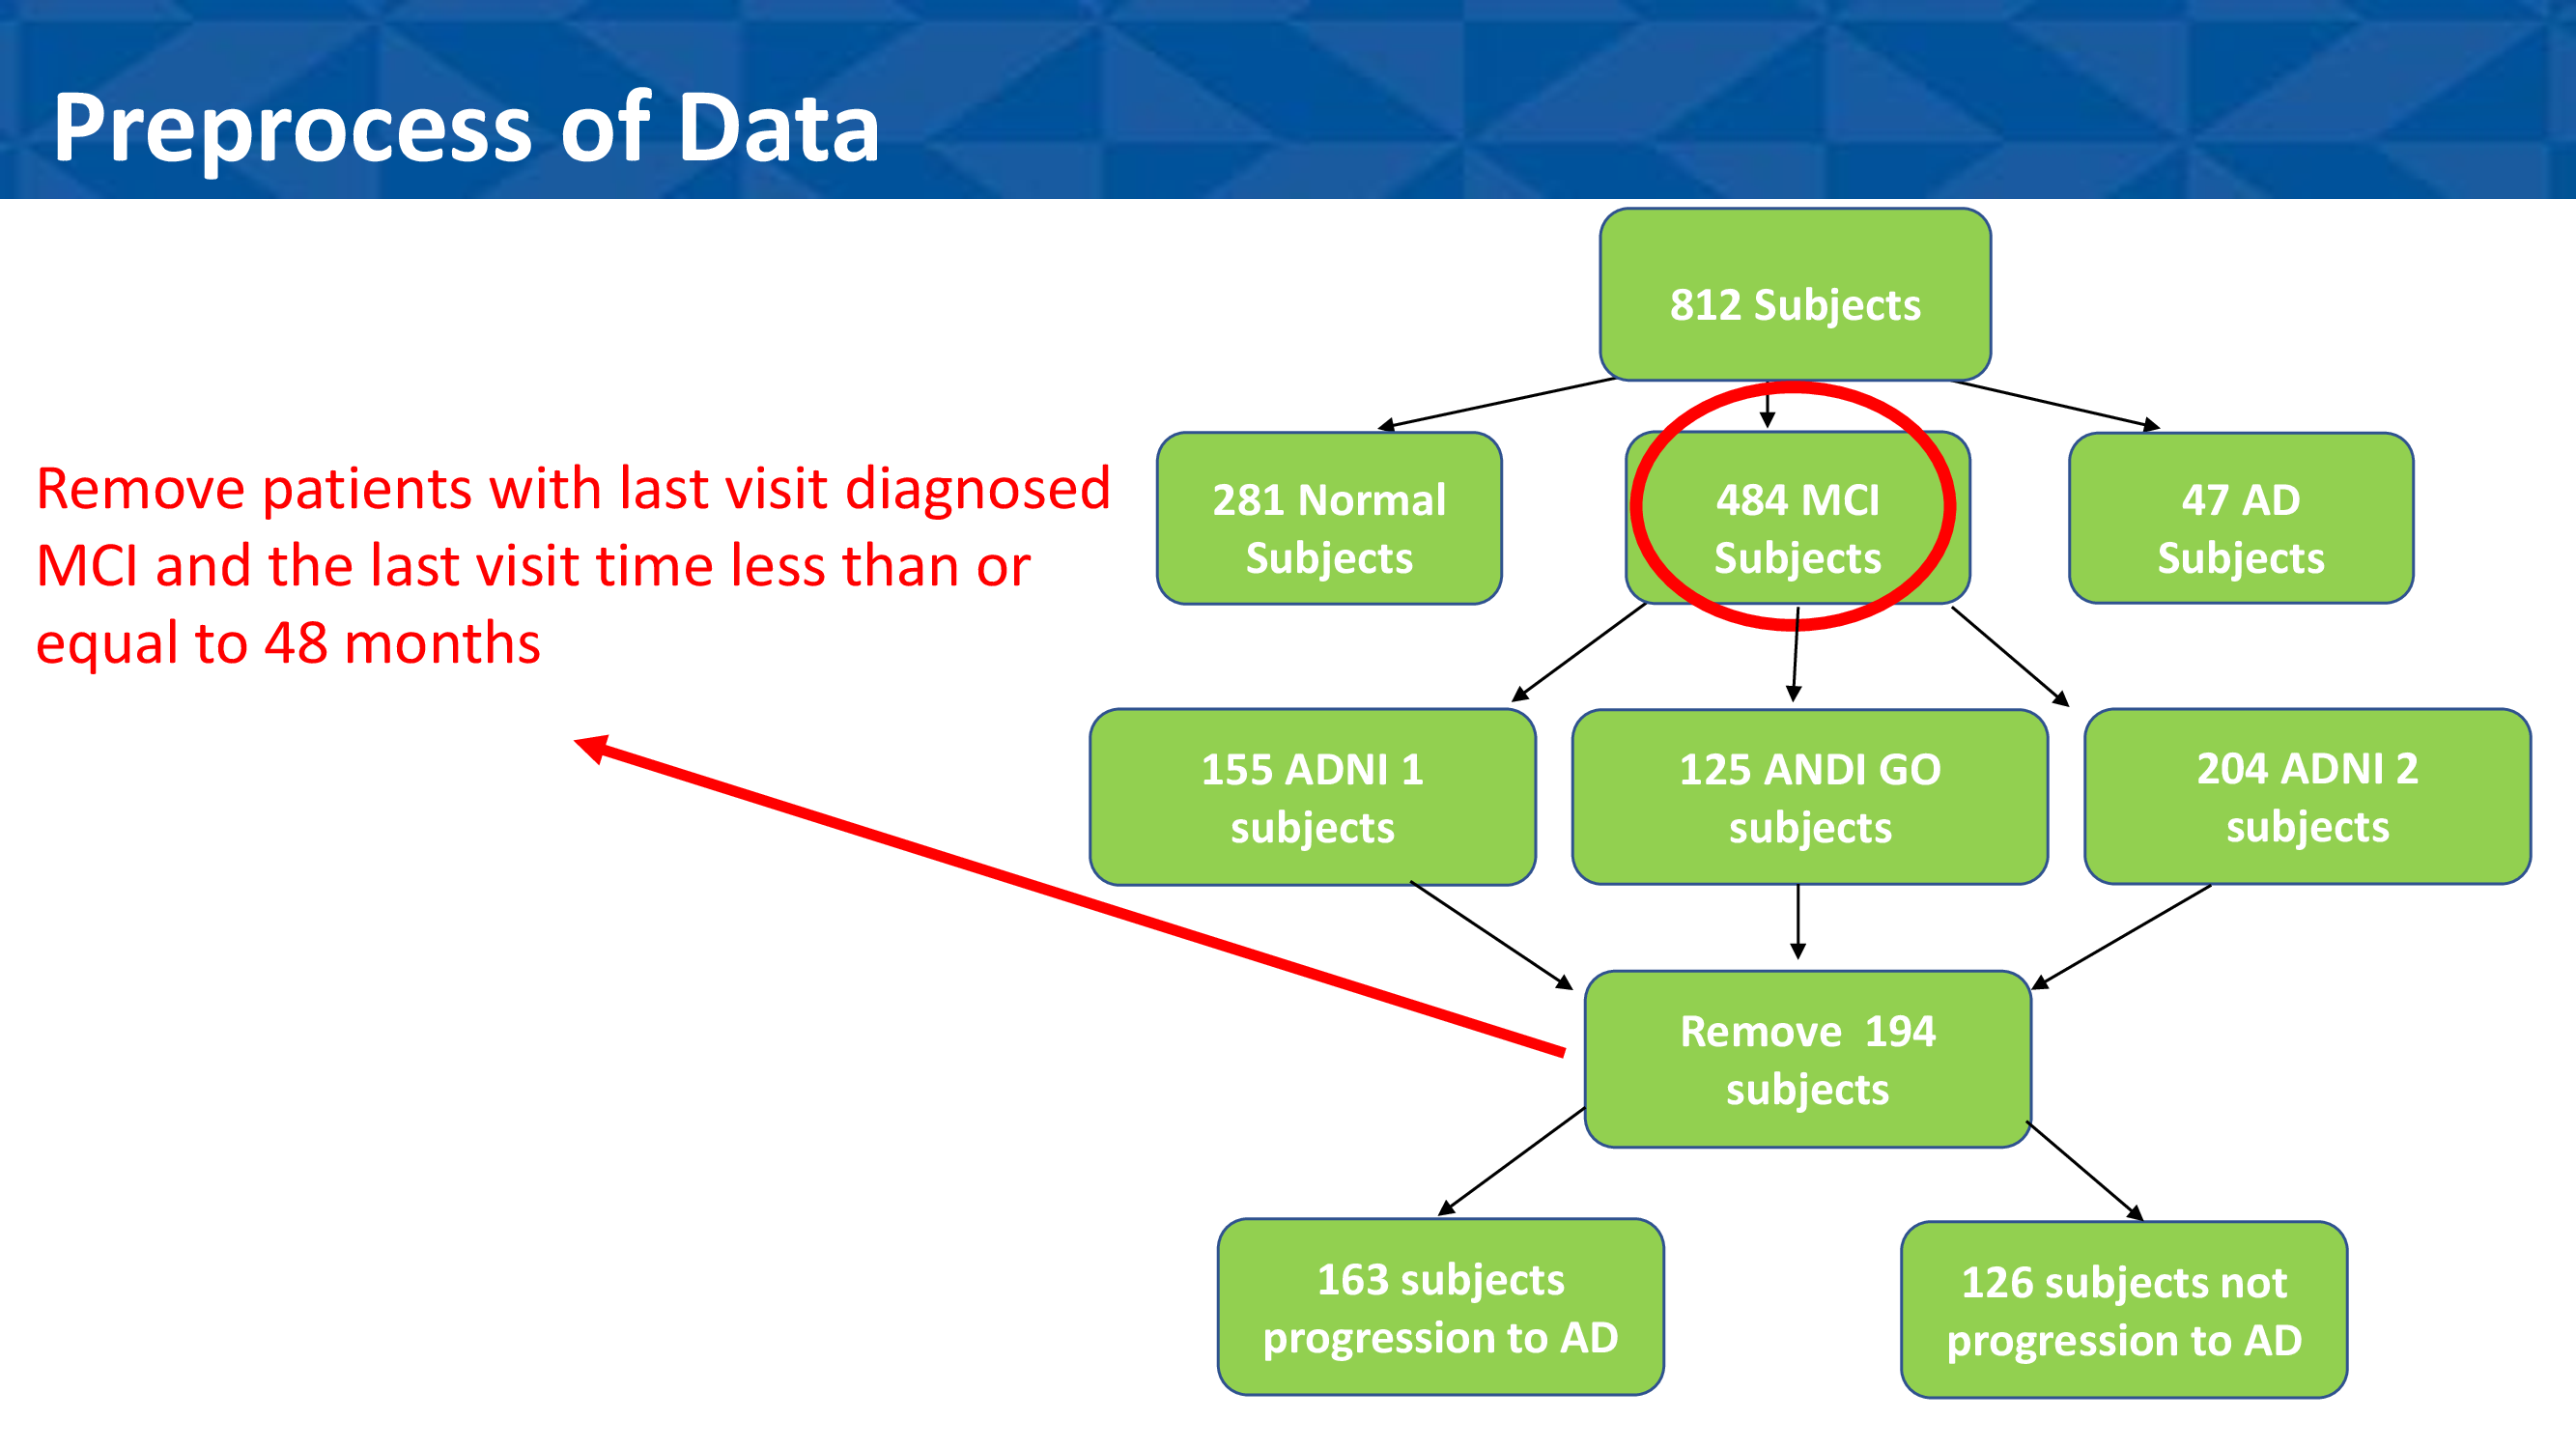 Preprocess of Data
812 Subjects
Remove patients with last visit diagnosed
MCI and the last visit time less than or
equal to 48 months
281 Normal
Subjects
484 MCI
Subjects
47 AD
Subjects
155 ADNI 1
subjects
125 ANDI GO
subjects
204 ADNI 2
subjects
Remove  194
subjects
163 subjects
progression to AD
126 subjects not
progression to AD